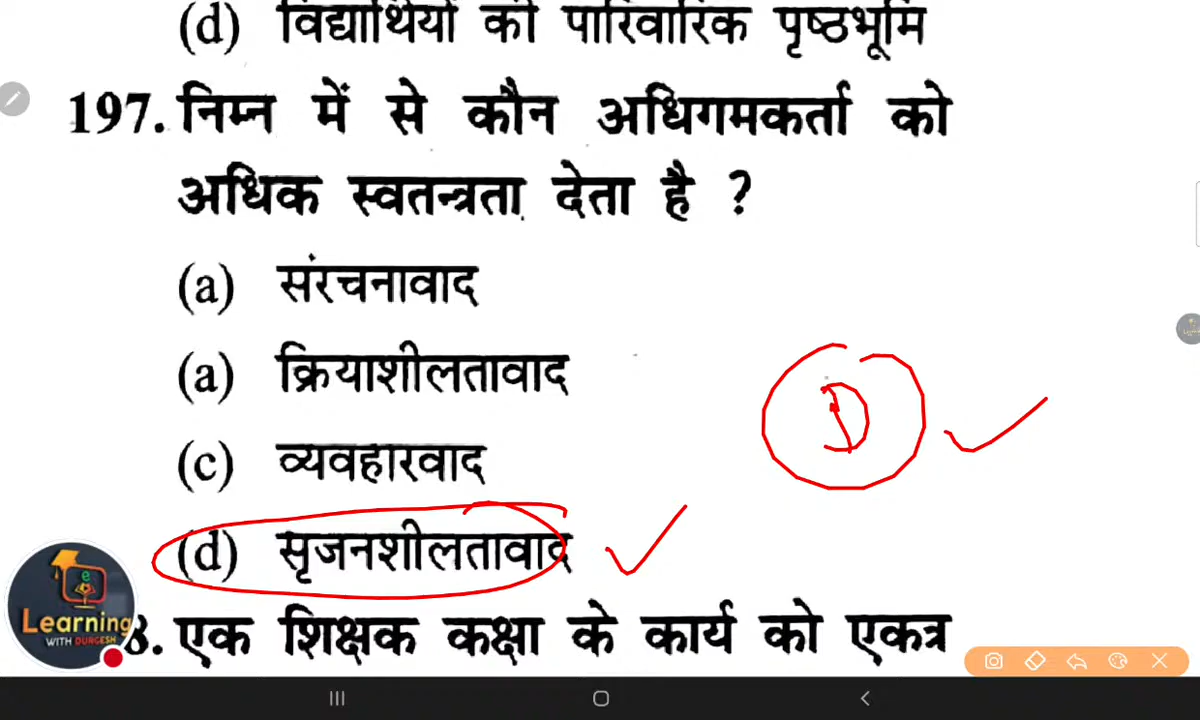 (d) विद्यार्थियों की पारिवारिक पृष्ठभूमि
197. निम्न में से कौन अधिगमकर्ता को
अधिक स्वतन्त्रता देता है ?
(a) संरचनावाद
(a) क्रियाशीलतावाद
D
(c) व्यवहारवाद
(d) सृजनशीलतावाद
e
Learning
WITH DURGESH
8. एक शिक्षक कक्षा के कार्य को एकत्र